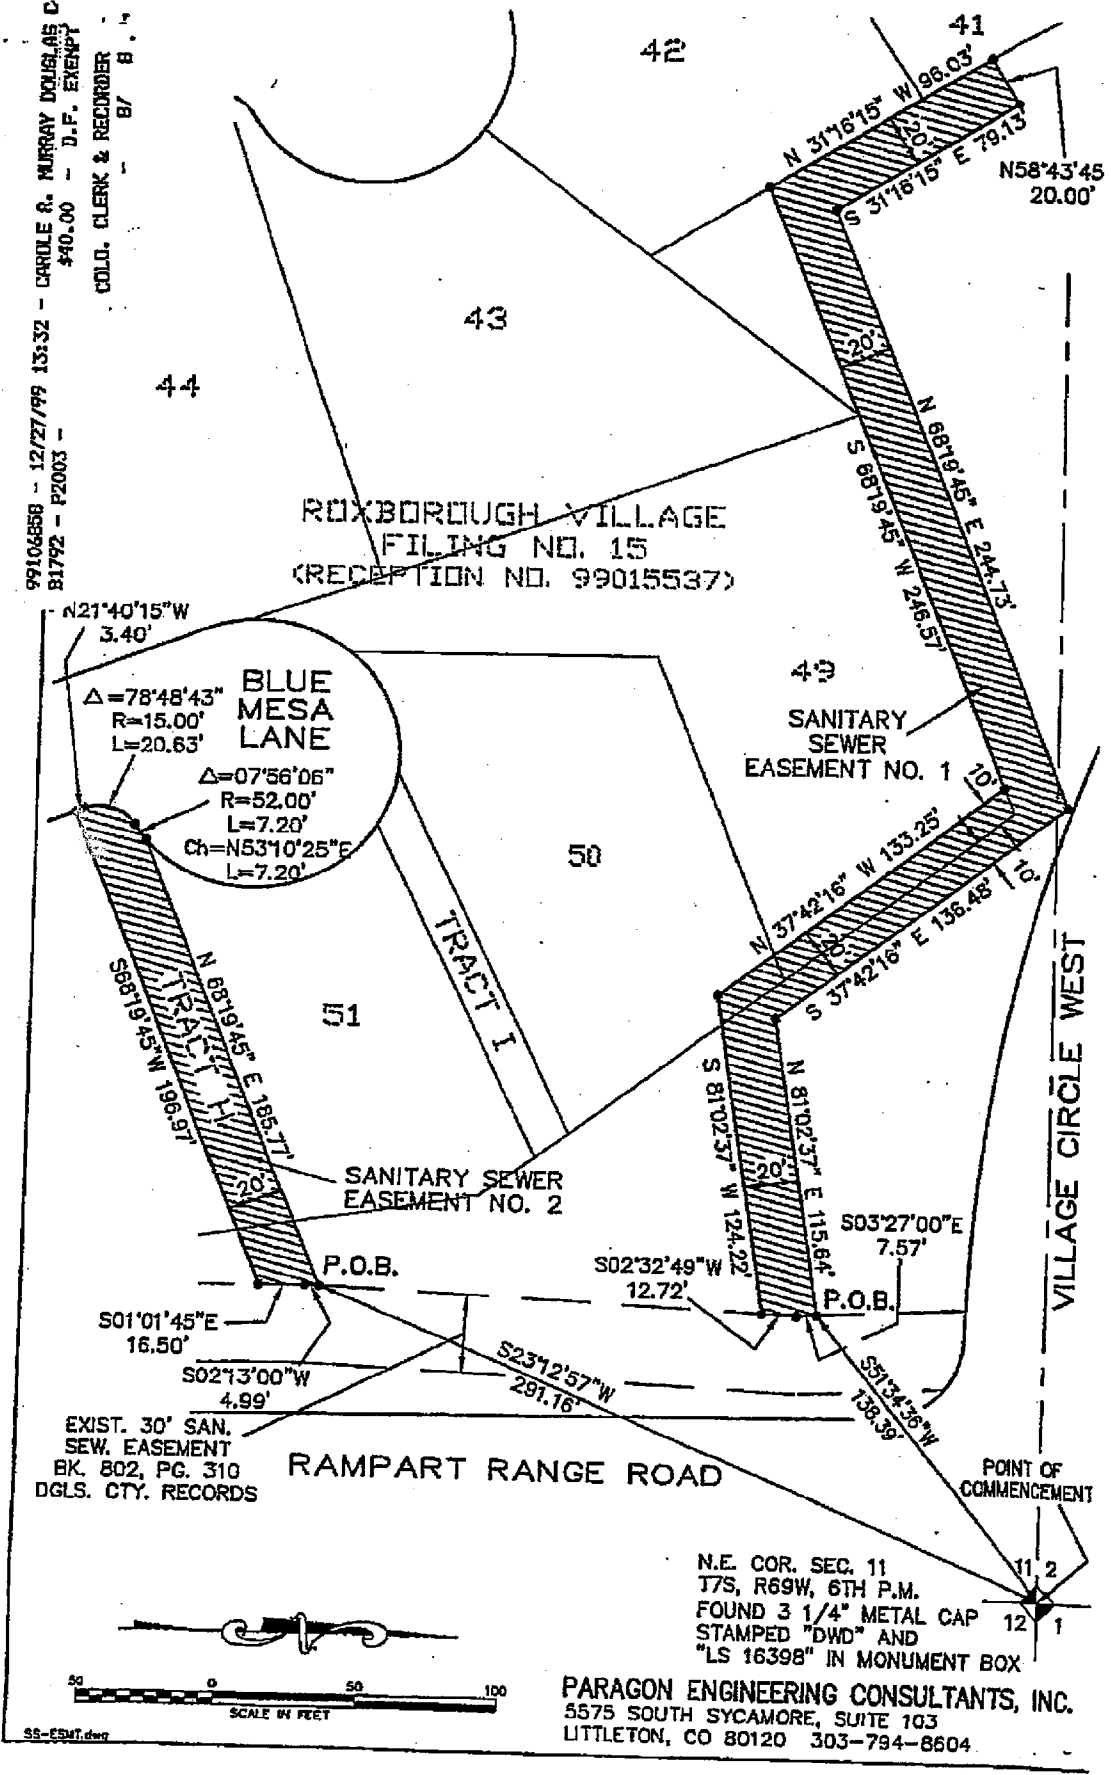 99106858 - 12/27/99 13:32 - CAROLE R. MURRAY DOUGLAS
B1792 - P2003 -
$40.00 - D.F. EXEMPT
COLO. CLERK & RECORDER
41
42
N 31°16'15" W 96.03'
20'
S 31°16'15" E 79.13'
N58°43'45
20.00'
43
44
20'
N 68°19'45" E 244.73'
S 68°19'45" W 246.57'
ROXBOROUGH VILLAGE
FILING NO. 15
(RECEPTION NO. 99015537)
N21°40'15"W
3.40'
Δ=78°48'43"
R=15.00'
L=20.63'
BLUE
MESA
LANE
Δ=07°56'06"
R=52.00'
L=7.20'
Ch=N53°10'25"E
L=7.20'
49
SANITARY
SEWER
EASEMENT NO. 1
10'
10'
50
N 37°42'16" W 133.25'
20'
S 37°42'16" E 136.48'
TRACT I
51
TRACT H
S68°19'45"W 196.97'
N 68°19'45" E 185.77'
20'
SANITARY SEWER
EASEMENT NO. 2
S 81°02'37" W 124.22'
20'
N 81°02'37" E 115.64'
VILLAGE CIRCLE WEST
P.O.B.
S03°27'00"E
7.57'
S02°32'49"W
12.72'
P.O.B.
S01°01'45"E
16.50'
S02°13'00"W
4.99'
S23°12'57"W
291.16'
S51°34'36"W
138.39'
EXIST. 30' SAN.
SEW. EASEMENT
BK. 802, PG. 310
DGLS. CTY. RECORDS
RAMPART RANGE ROAD
POINT OF
COMMENCEMENT
11 2
12 1
N.E. COR. SEC. 11
T7S, R69W, 6TH P.M.
FOUND 3 1/4" METAL CAP
STAMPED "DWD" AND
"LS 16398" IN MONUMENT BOX
50 0 50 100
SCALE IN FEET
PARAGON ENGINEERING CONSULTANTS, INC.
5575 SOUTH SYCAMORE, SUITE 103
LITTLETON, CO 80120 303-794-8604
SS-ESMT.dwg